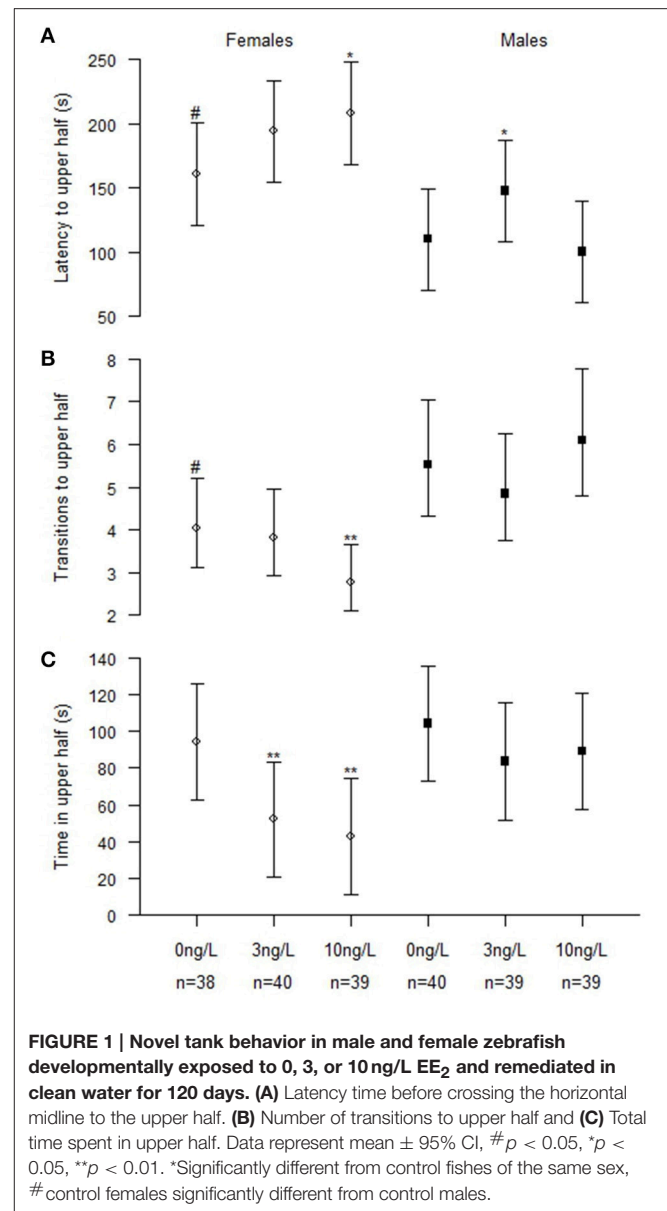 A
Females Males
250
200
150
100
50
Latency to upper half (s)
#
*
*
B
8
7
6
5
4
3
2
Transitions to upper half
#
**
C
140
120
100
80
60
40
20
0
Time in upper half (s)
**
**
0ng/L 3ng/L 10ng/L 0ng/L 3ng/L 10ng/L
n=38 n=40 n=39 n=40 n=39 n=39
FIGURE 1 | Novel tank behavior in male and female zebrafish
developmentally exposed to 0, 3, or 10 ng/L EE2 and remediated in
clean water for 120 days. (A) Latency time before crossing the horizontal
midline to the upper half. (B) Number of transitions to upper half and (C) Total
time spent in upper half. Data represent mean ± 95% CI, #p < 0.05, *p <
0.05, **p < 0.01. *Significantly different from control fishes of the same sex,
#control females significantly different from control males.